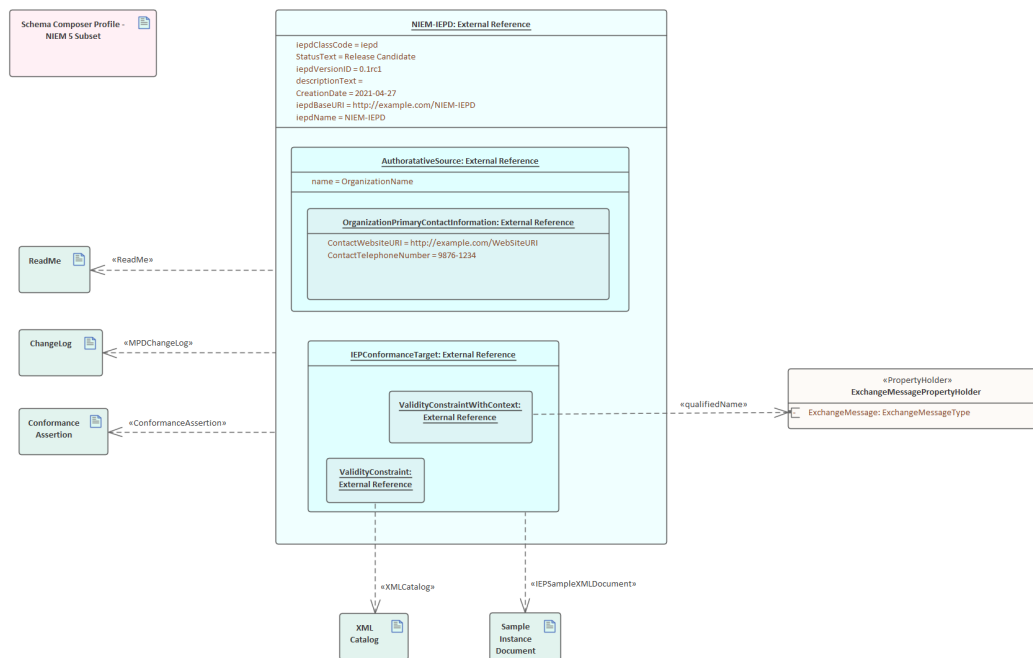 Schema Composer Profile -
NIEM 5 Subset
NIEM-IEPD: External Reference
iepdClassCode = iepd
StatusText = Release Candidate
iepdVersionID = 0.1rc1
descriptionText =
CreationDate = 2021-04-27
iepdBaseURI = http://example.com/NIEM-IEPD
iepdName = NIEM-IEPD
AuthoratativeSource: External Reference
name = OrganizationName
OrganizationPrimaryContactInformation: External Reference
ContactWebsiteURI = http://example.com/WebSiteURI
ContactTelephoneNumber = 9876-1234
ReadMe
«ReadMe»
ChangeLog
«MPDChangeLog»
Conformance
Assertion
«ConformanceAssertion»
IEPConformanceTarget: External Reference
ValidityConstraintWithContext:
External Reference
ValidityConstraint:
External Reference
«qualifiedName»
«PropertyHolder»
ExchangeMessagePropertyHolder
ExchangeMessage: ExchangeMessageType
«XMLCatalog»
«IEPSampleXMLDocument»
XML
Catalog
Sample
Instance
Document